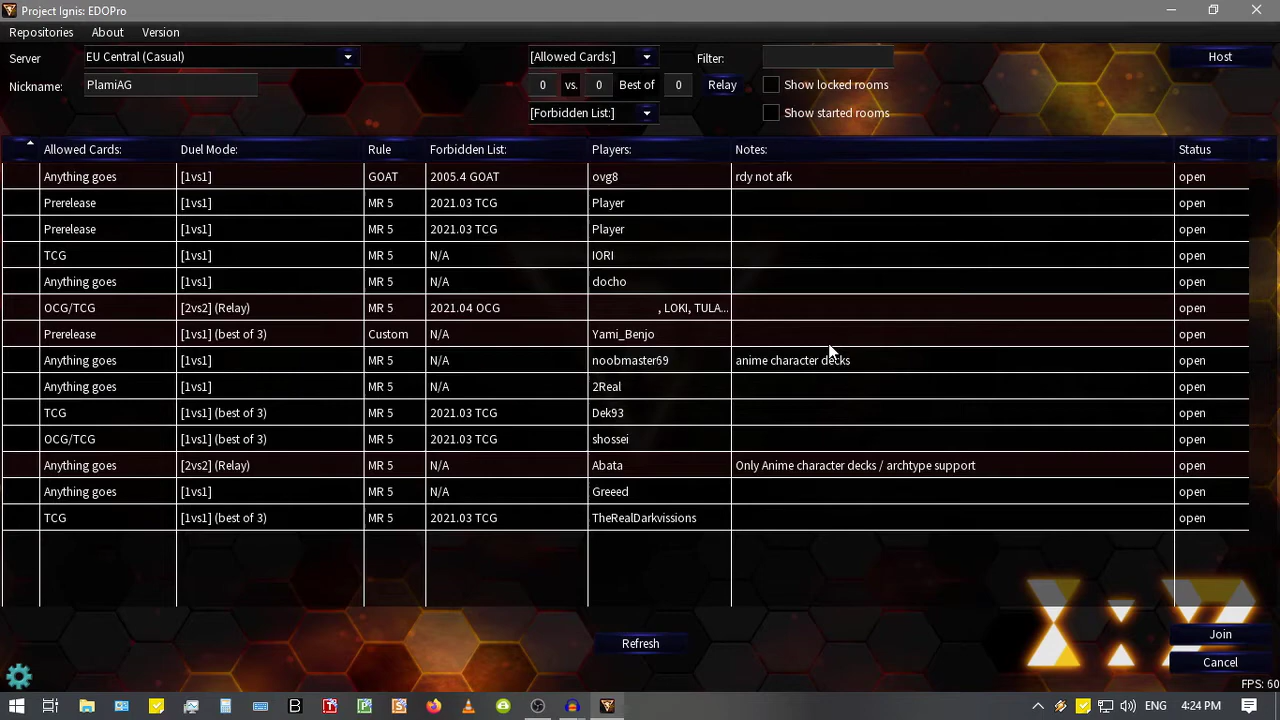 Project Ignis: EDOPro
Repositories About Version
Server EU Central (Casual) [Allowed Cards:] Filter: Host
Nickname: PlamiAG 0 vs. 0 Best of 0 Relay Show locked rooms
[Forbidden List:] Show started rooms
Allowed Cards: Duel Mode: Rule Forbidden List: Players: Notes: Status
Anything goes [1vs1] GOAT 2005.4 GOAT ovg8 rdy not afk open
Prerelease [1vs1] MR 5 2021.03 TCG Player open
Prerelease [1vs1] MR 5 2021.03 TCG Player open
TCG [1vs1] MR 5 N/A IORI open
Anything goes [1vs1] MR 5 N/A docho open
OCG/TCG [2vs2] (Relay) MR 5 2021.04 OCG , LOKI, TULA... open
Prerelease [1vs1] (best of 3) Custom N/A Yami_Benjo open
Anything goes [1vs1] MR 5 N/A noobmaster69 anime character decks open
Anything goes [1vs1] MR 5 N/A 2Real open
TCG [1vs1] (best of 3) MR 5 2021.03 TCG Dek93 open
OCG/TCG [1vs1] (best of 3) MR 5 2021.03 TCG shossei open
Anything goes [2vs2] (Relay) MR 5 N/A Abata Only Anime character decks / archtype support open
Anything goes [1vs1] MR 5 N/A Greeed open
TCG [1vs1] (best of 3) MR 5 2021.03 TCG TheRealDarkvissions open
Refresh
Join
Cancel
FPS: 60
ENG 4:24 PM